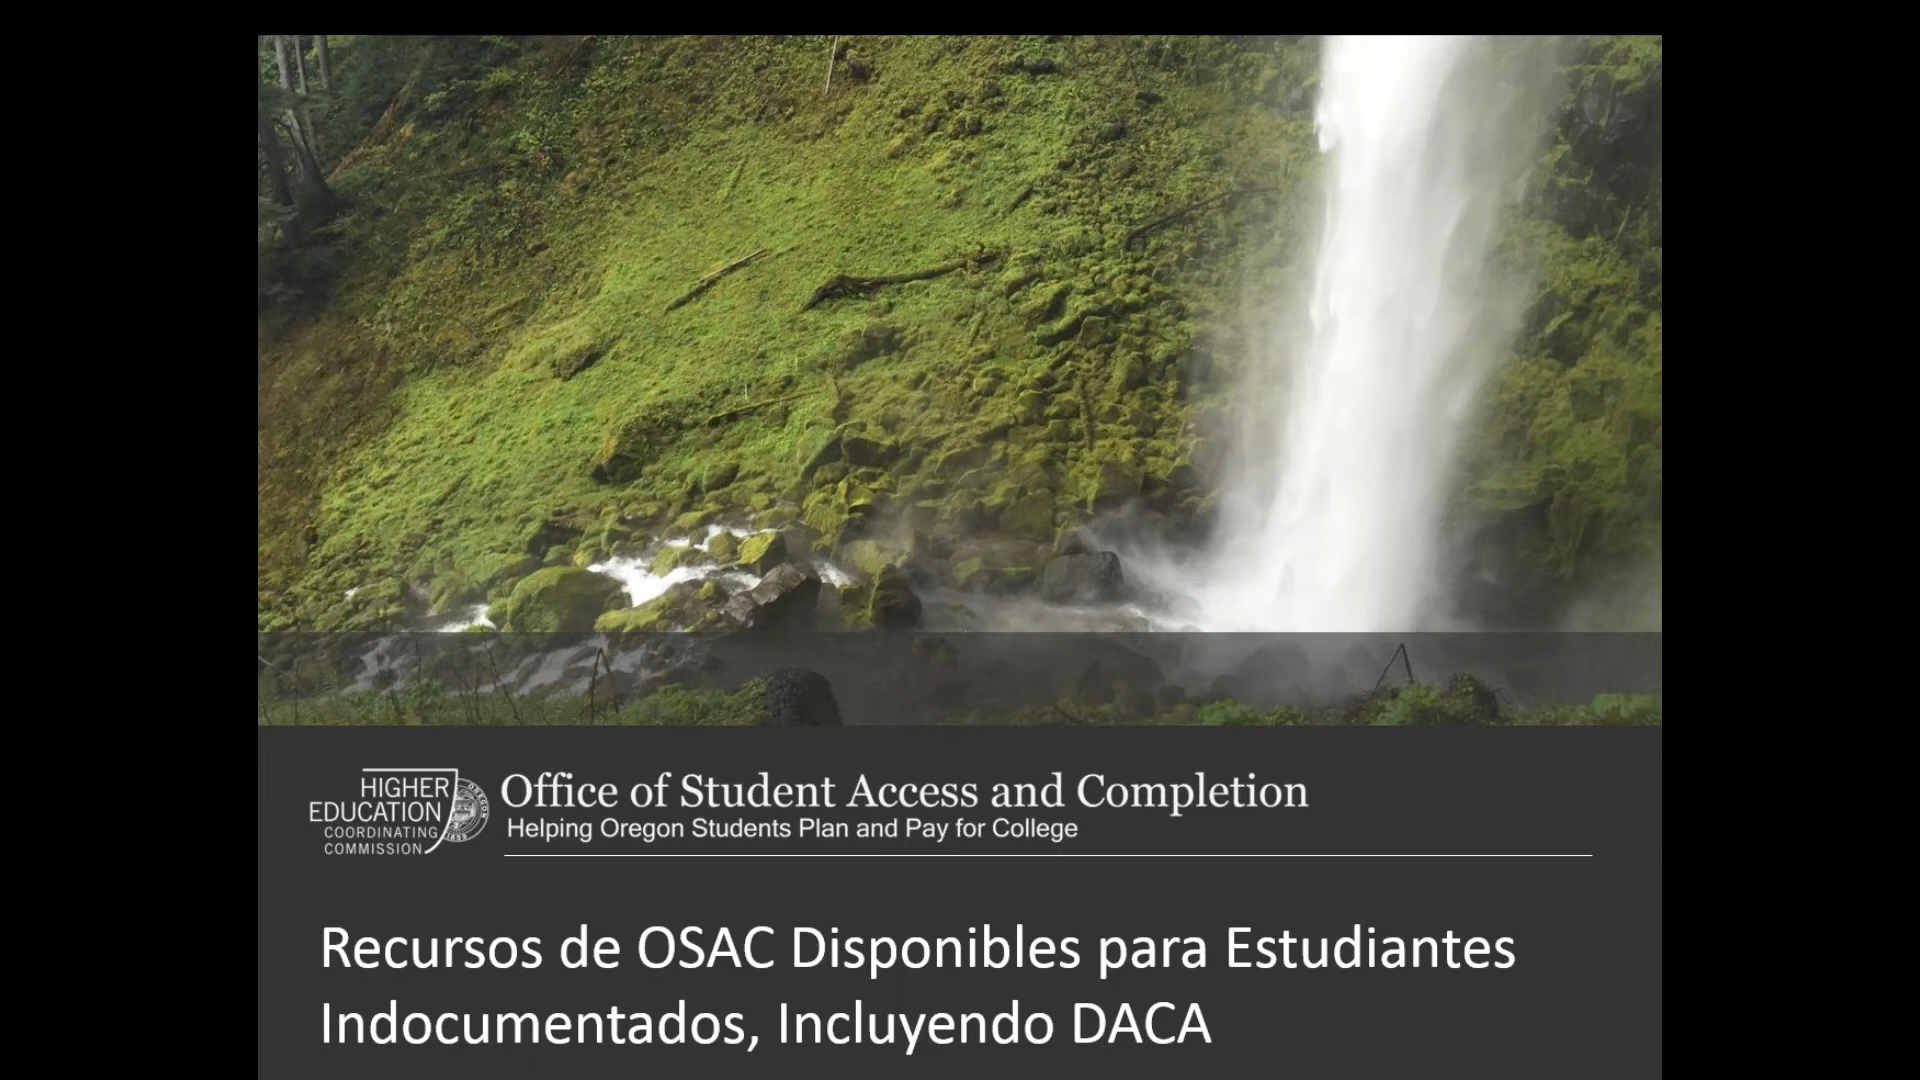 HIGHER
EDUCATION
COORDINATING
COMMISSION
OREGON
Office of Student Access and Completion
Helping Oregon Students Plan and Pay for College
Recursos de OSAC Disponibles para Estudiantes
Indocumentados, Incluyendo DACA